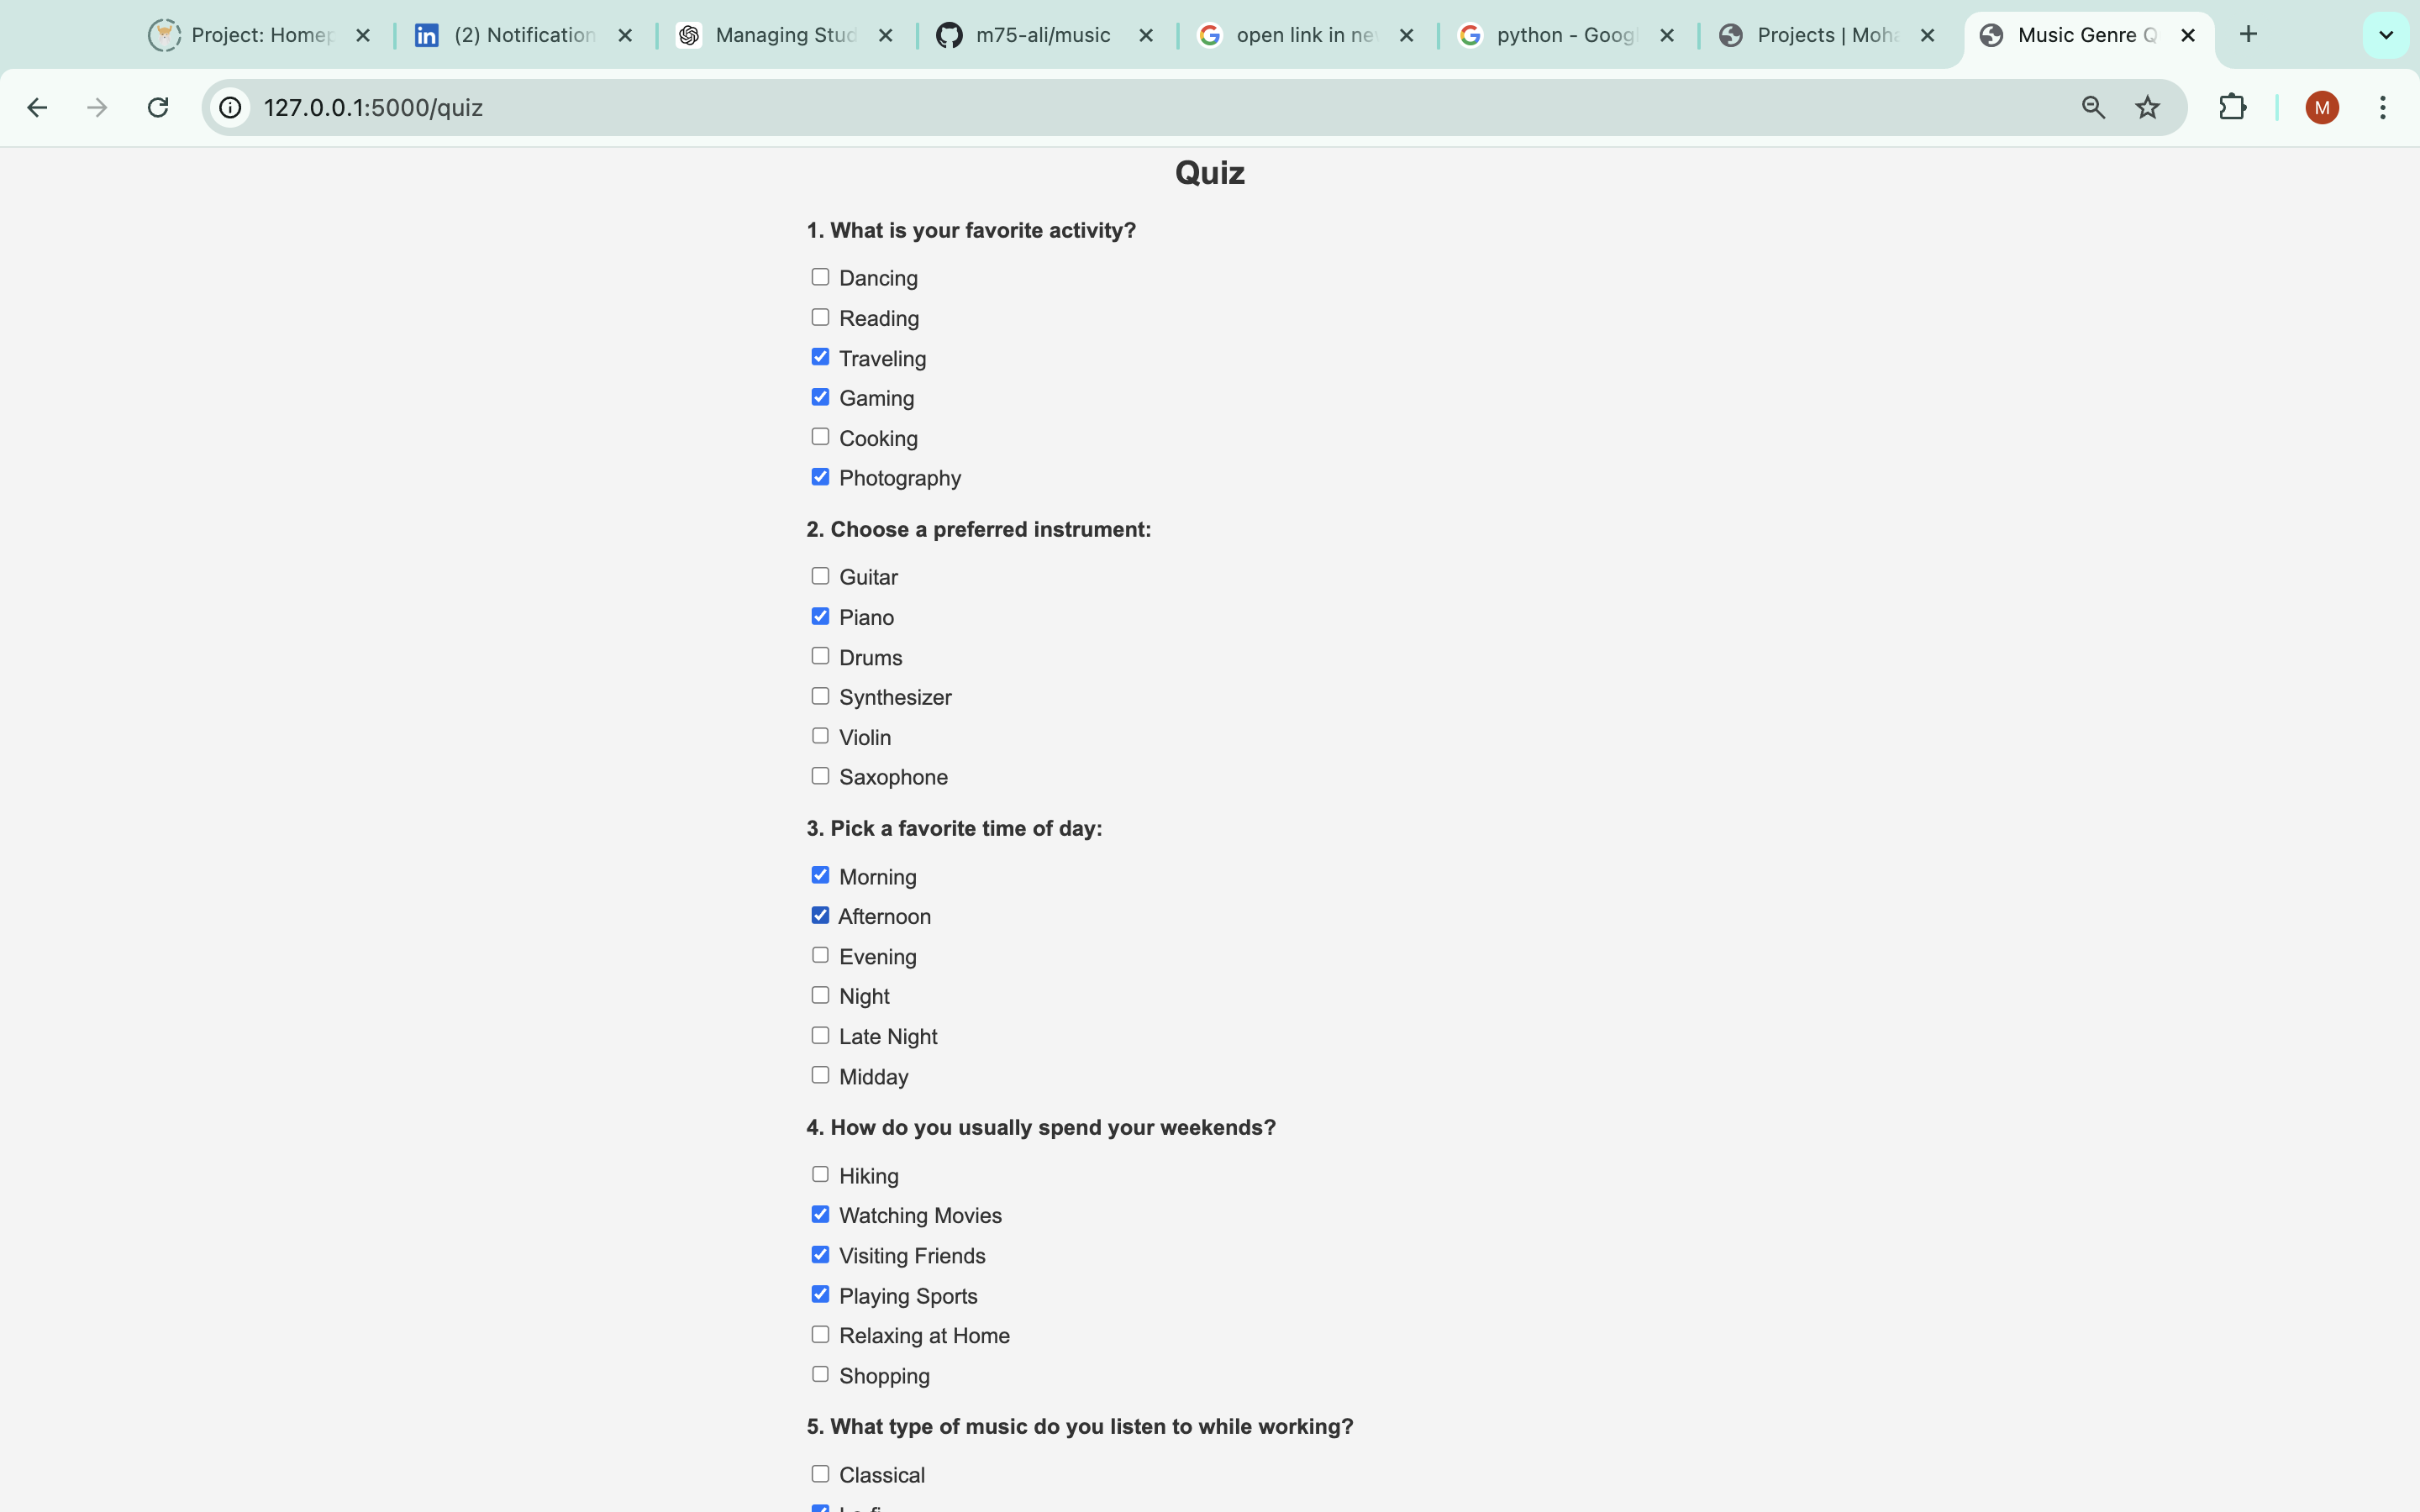 Project: Home
(2) Notification
Managing Stud
m75-ali/music
open link in ne
python - Goog
Projects | Moha
Music Genre Q
127.0.0.1:5000/quiz
M
Quiz
1. What is your favorite activity?
Dancing
Reading
Traveling
Gaming
Cooking
Photography
2. Choose a preferred instrument:
Guitar
Piano
Drums
Synthesizer
Violin
Saxophone
3. Pick a favorite time of day:
Morning
Afternoon
Evening
Night
Late Night
Midday
4. How do you usually spend your weekends?
Hiking
Watching Movies
Visiting Friends
Playing Sports
Relaxing at Home
Shopping
5. What type of music do you listen to while working?
Classical